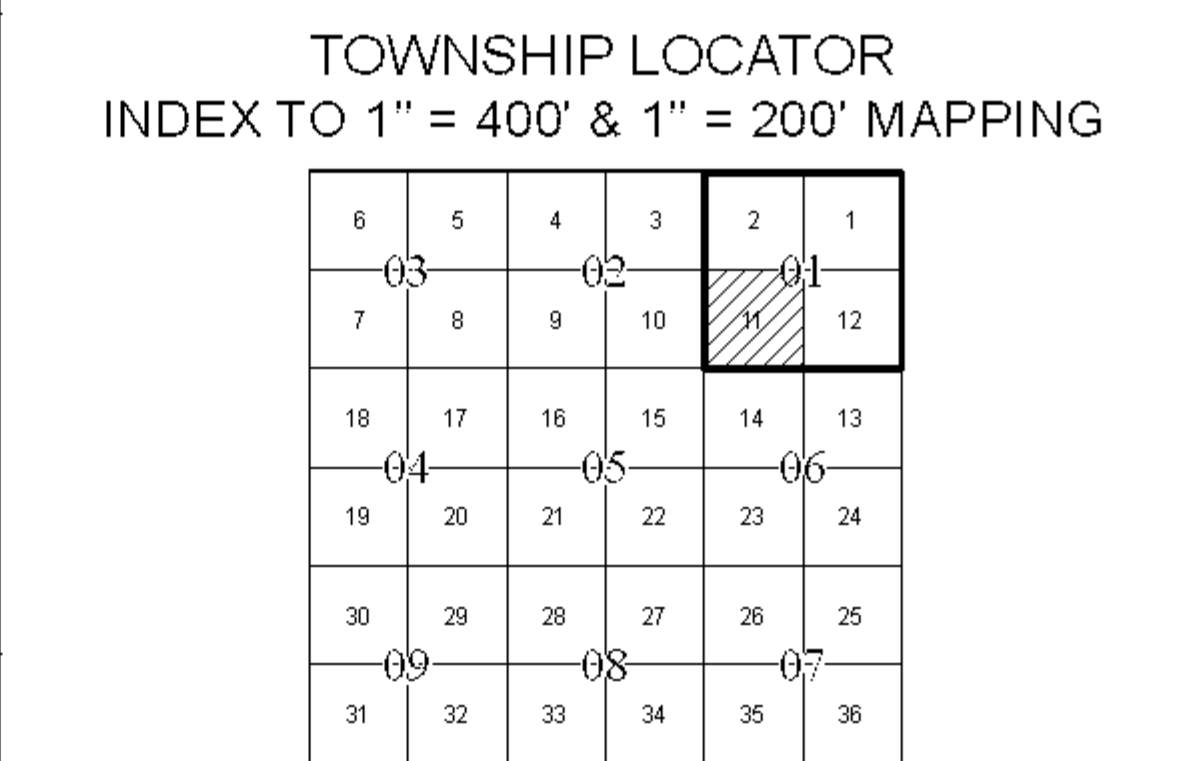 TOWNSHIP LOCATOR
INDEX TO 1" = 400' & 1" = 200' MAPPING
6 5 4 3 2 1
03 02 01
7 8 9 10 11 12
18 17 16 15 14 13
04 05 06
19 20 21 22 23 24
30 29 28 27 26 25
09 08 07
31 32 33 34 35 36